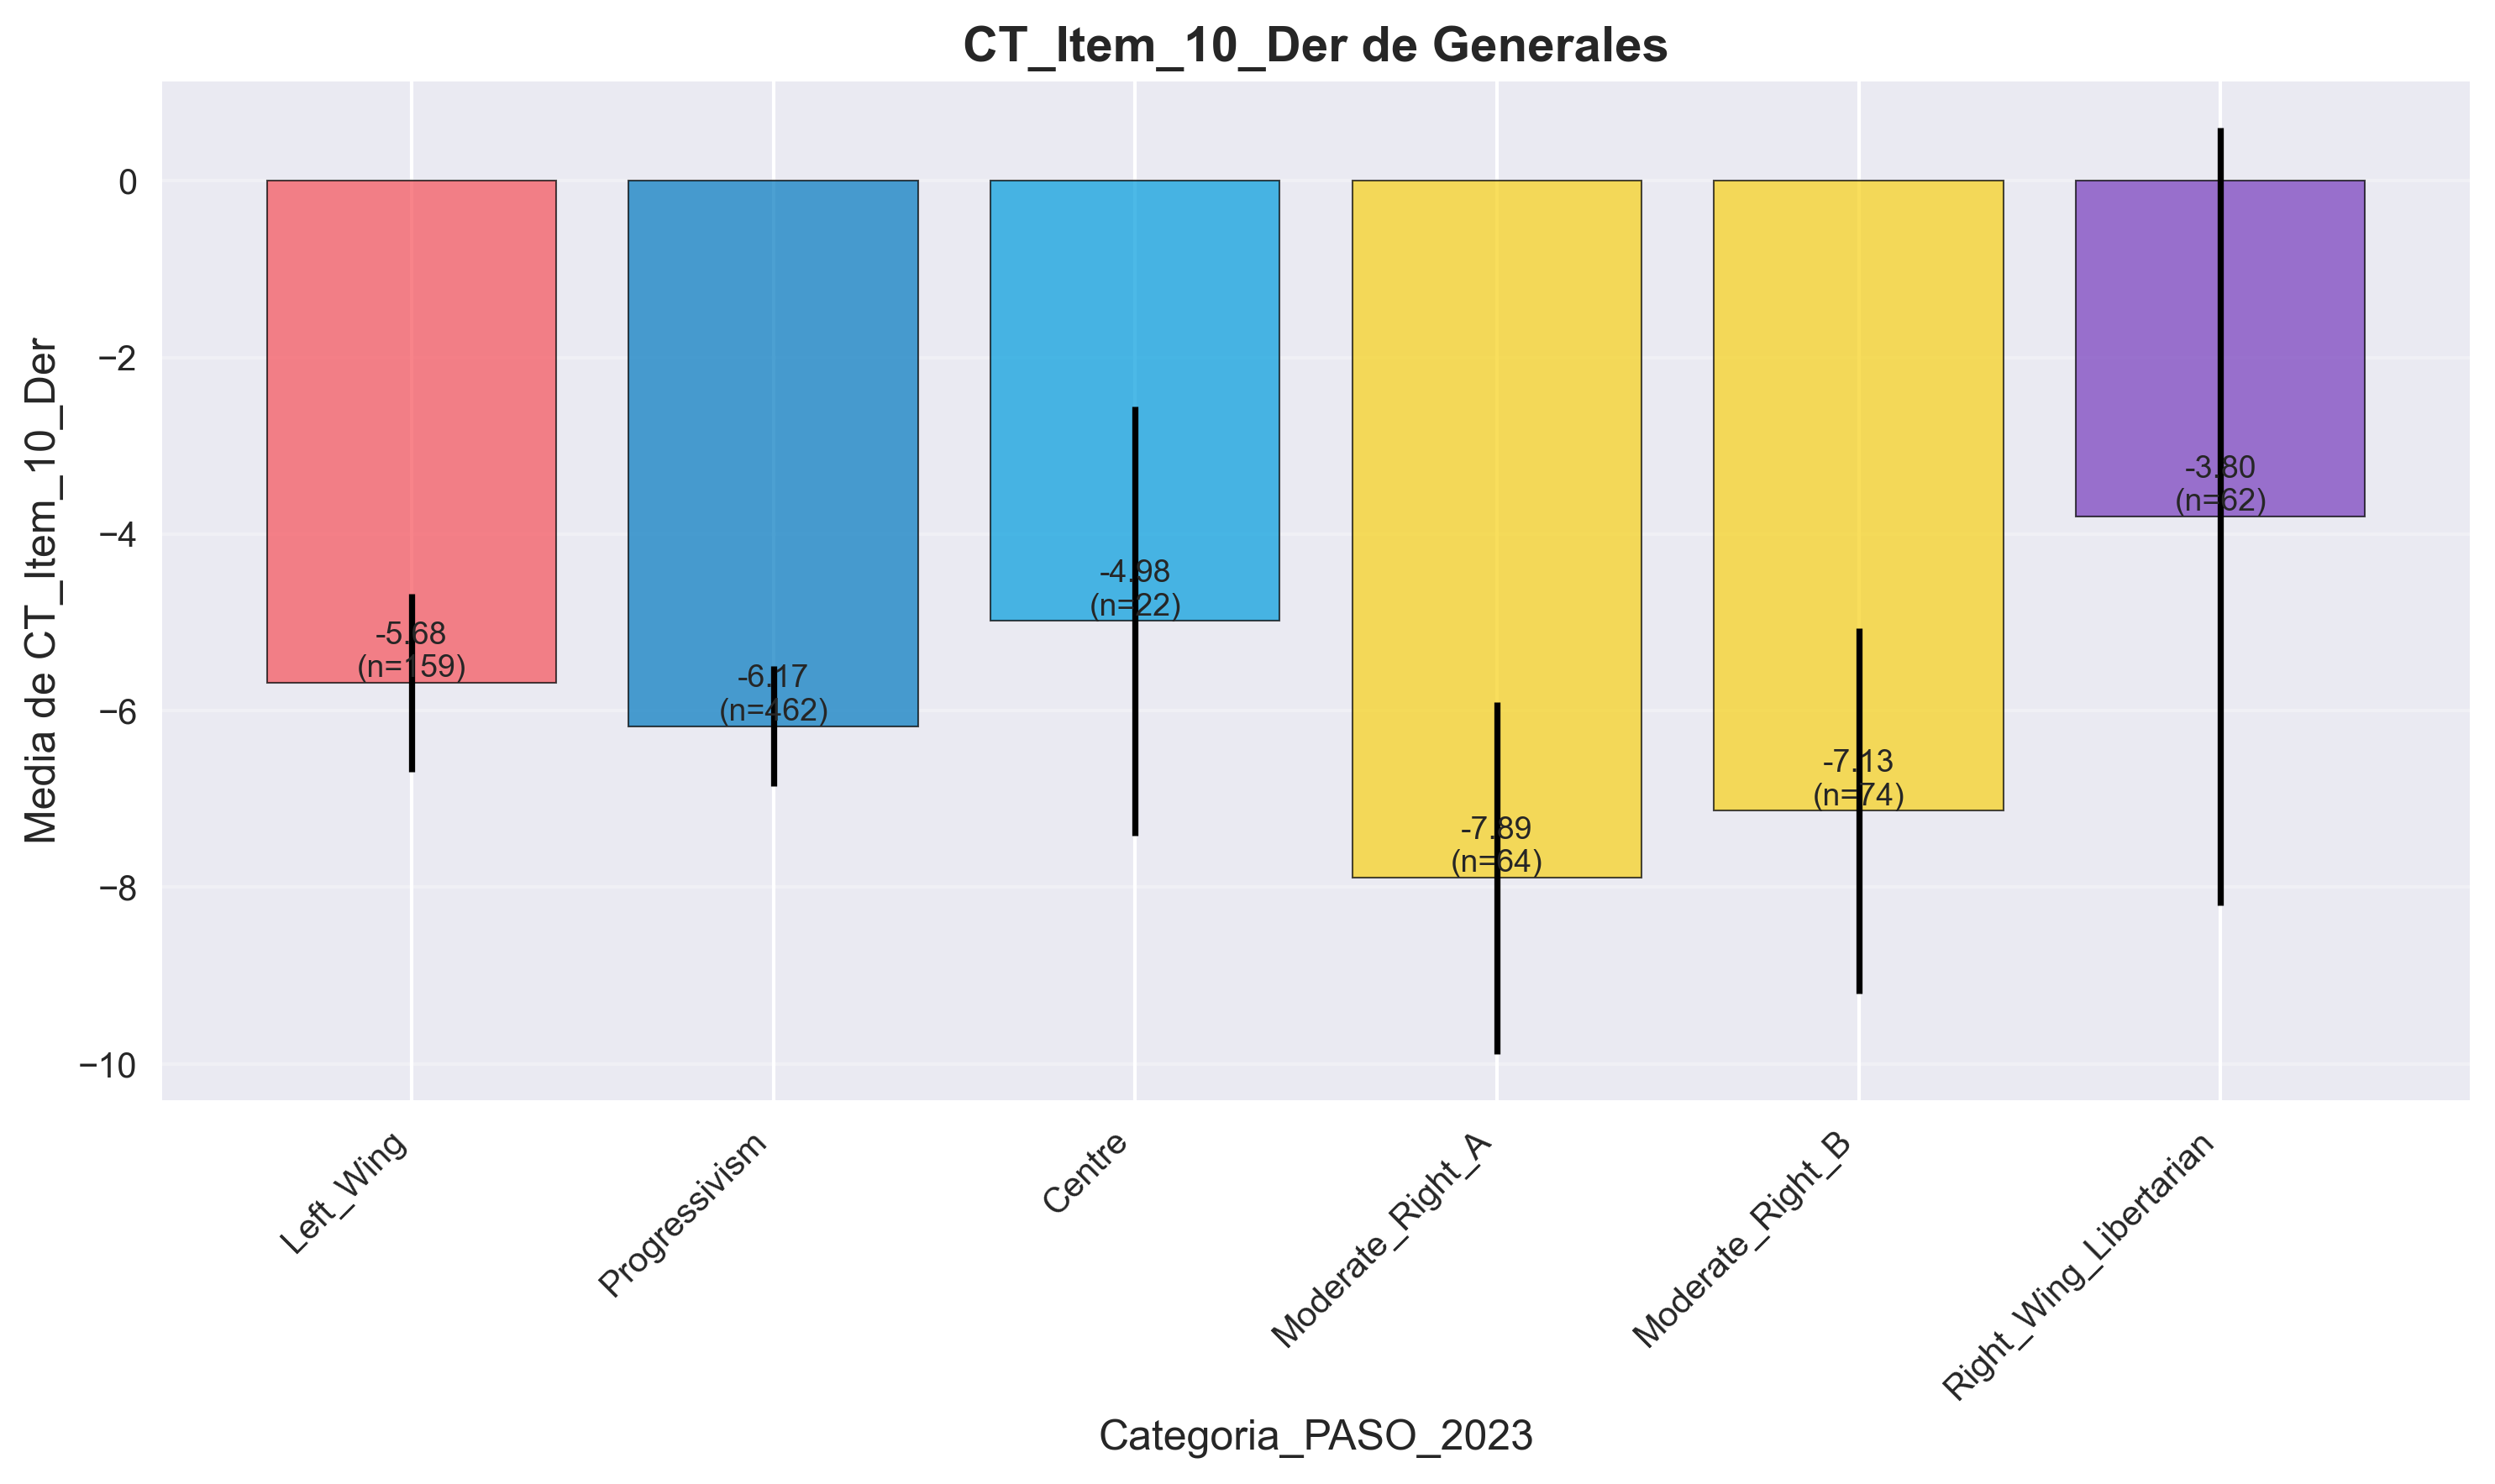 CT_Item_10_Der de Generales
Media de CT_Item_10_Der
0
−2
−4
−6
−8
−10
-5.68
(n=159)
-6.17
(n=462)
-4.98
(n=22)
-7.89
(n=64)
-7.13
(n=74)
-3.80
(n=62)
Left_Wing
Progressivism
Centre
Moderate_Right_A
Moderate_Right_B
Right_Wing_Libertarian
Categoria_PASO_2023